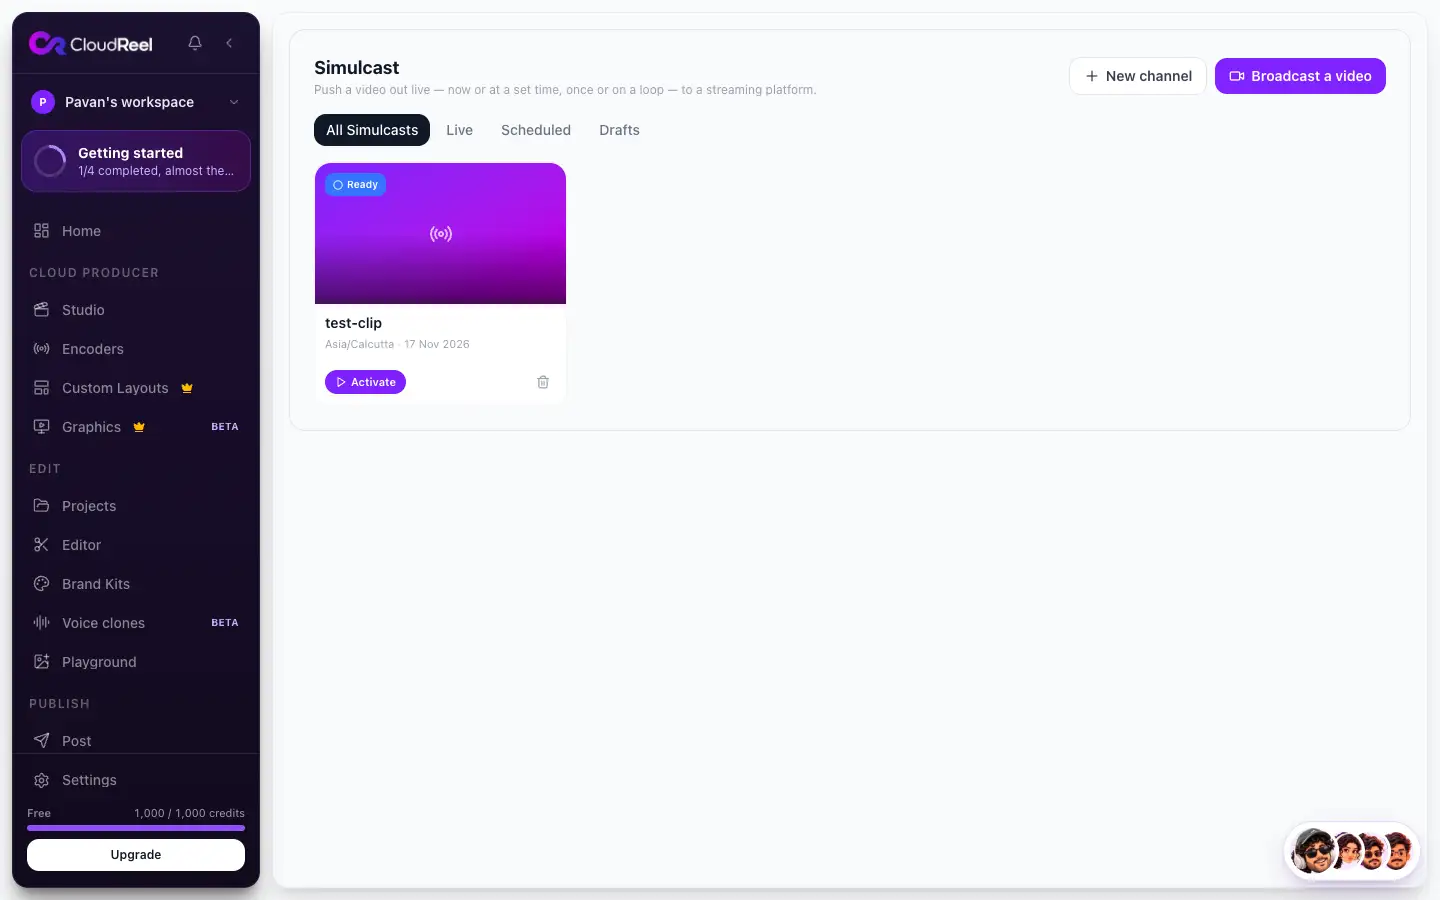 CloudReel
P
Pavan's workspace
Getting started
1/4 completed, almost the...
Home
CLOUD PRODUCER
Studio
Encoders
Custom Layouts
Graphics
BETA
EDIT
Projects
Editor
Brand Kits
Voice clones
BETA
Playground
PUBLISH
Post
Settings
Free
1,000 / 1,000 credits
Upgrade
Simulcast
Push a video out live — now or at a set time, once or on a loop — to a streaming platform.
New channel
Broadcast a video
All Simulcasts
Live
Scheduled
Drafts
Ready
test-clip
Asia/Calcutta · 17 Nov 2026
Activate